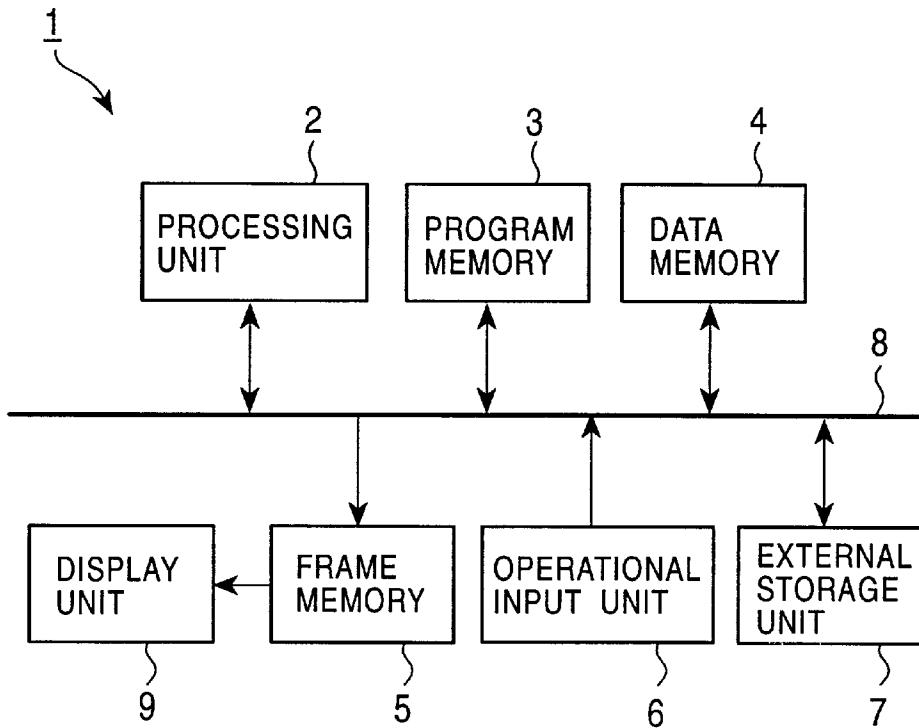 1
2
3
4
PROCESSING
UNIT
PROGRAM
MEMORY
DATA
MEMORY
8
DISPLAY
UNIT
FRAME
MEMORY
OPERATIONAL
INPUT UNIT
EXTERNAL
STORAGE
UNIT
9
5
6
7